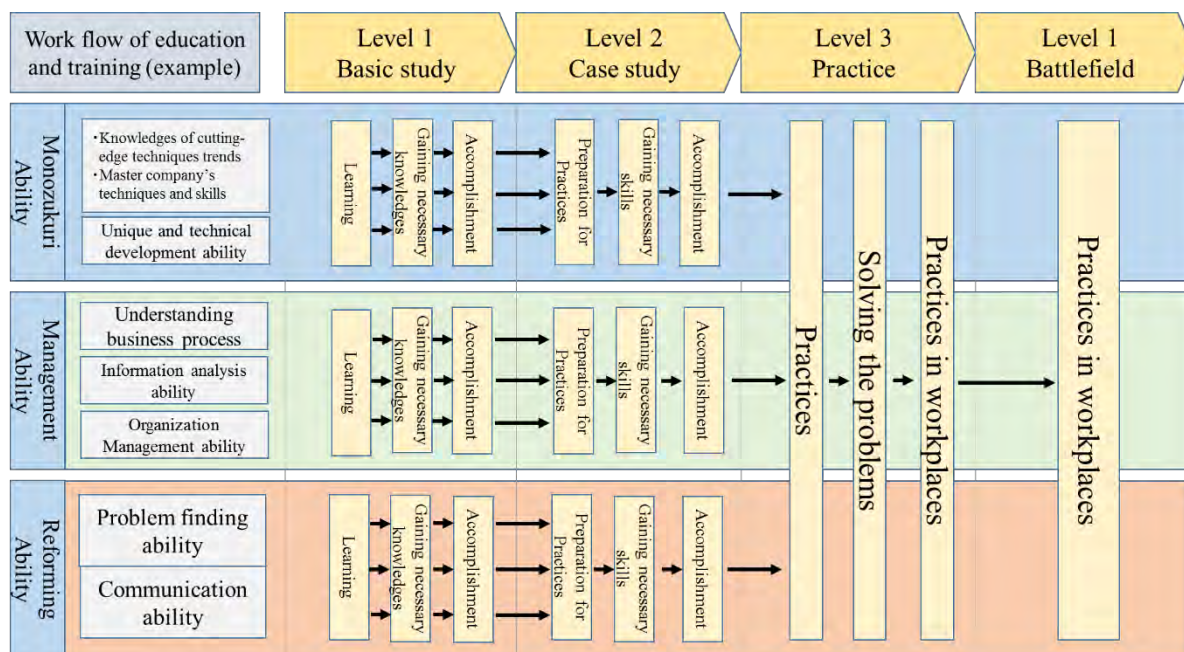 Work flow of education
and training (example)
Level 1
Basic study
Level 2
Case study
Level 3
Practice
Level 1
Battlefield
Monozukuri
Ability
・Knowledges of cutting-
edge techniques trends
・Master company's
techniques and skills
Unique and technical
development ability
Learning
Gaining necessary
knowledges
Accomplishment
Preparation for
Practices
Gaining necessary
skills
Accomplishment
Management
Ability
Understanding
business process
Information analysis
ability
Organization
Management ability
Learning
Gaining necessary
knowledges
Accomplishment
Preparation for
Practices
Gaining necessary
skills
Accomplishment
Reforming
Ability
Problem finding
ability
Communication
ability
Learning
Gaining necessary
knowledges
Accomplishment
Preparation for
Practices
Gaining necessary
skills
Accomplishment
Practices
Solving the problems
Practices in workplaces
Practices in workplaces